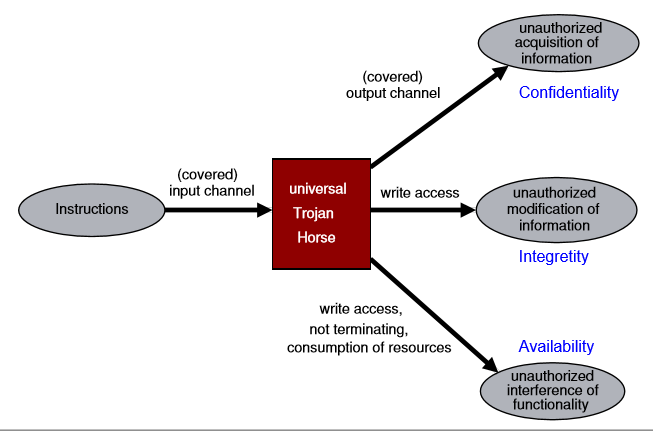 unauthorized
acquisition of
information
(covered)
output channel
Confidentiality
(covered)
input channel
Instructions
universal
Trojan
Horse
write access
unauthorized
modification of
information
Integretity
write access,
not terminating,
consumption of resources
Availability
unauthorized
interference of
functionality